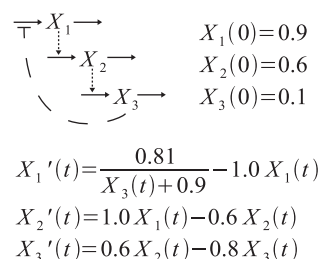 X₁ X₁(0)=0.9
X₂ X₂(0)=0.6
X₃ X₃(0)=0.1
X₁'(t)=0.81/(X₃(t)+0.9)−1.0 X₁(t)
X₂'(t)=1.0 X₁(t)−0.6 X₂(t)
X₃'(t)=0.6 X₂(t)−0.8 X₃(t)